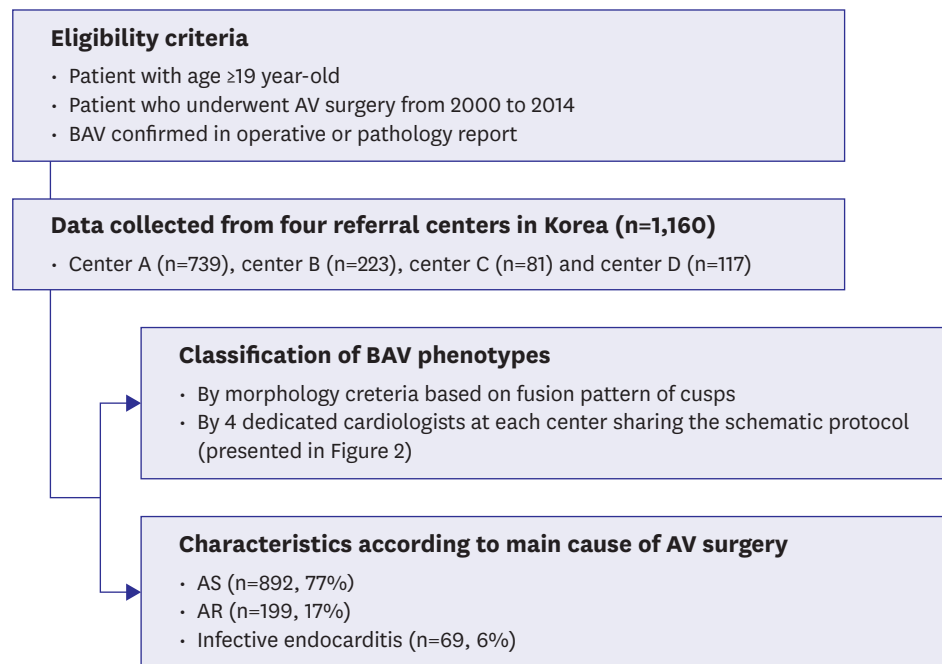 Eligibility criteria
· Patient with age ≥19 year-old
· Patient who underwent AV surgery from 2000 to 2014
· BAV confirmed in operative or pathology report
Data collected from four referral centers in Korea (n=1,160)
· Center A (n=739), center B (n=223), center C (n=81) and center D (n=117)
Classification of BAV phenotypes
· By morphology creteria based on fusion pattern of cusps
· By 4 dedicated cardiologists at each center sharing the schematic protocol
(presented in Figure 2)
Characteristics according to main cause of AV surgery
· AS (n=892, 77%)
· AR (n=199, 17%)
· Infective endocarditis (n=69, 6%)